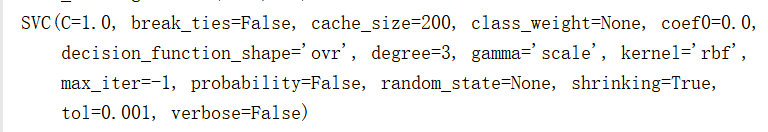 SVC(C=1.0, break_ties=False, cache_size=200, class_weight=None, coef0=0.0,
decision_function_shape='ovr', degree=3, gamma='scale', kernel='rbf',
max_iter=-1, probability=False, random_state=None, shrinking=True,
tol=0.001, verbose=False)